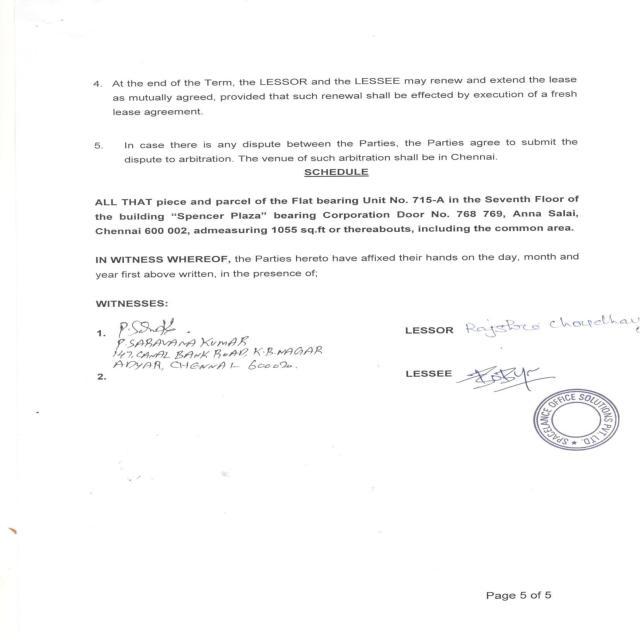 4. At the end of the Term, the LESSOR and the LESSEE may renew and extend the lease
as mutually agreed, provided that such renewal shall be effected by execution of a fresh
lease agreement.
5. In case there is any dispute between the Parties, the Parties agree to submit the
dispute to arbitration. The venue of such arbitration shall be in Chennai.
SCHEDULE
ALL THAT piece and parcel of the Flat bearing Unit No. 715-A in the Seventh Floor of
the building “Spencer Plaza” bearing Corporation Door No. 768 769, Anna Salai,
Chennai 600 002, admeasuring 1055 sq.ft or thereabouts, including the common area.
IN WITNESS WHEREOF, the Parties hereto have affixed their hands on the day, month and
year first above written, in the presence of;
WITNESSES:
1.
P. SARAVANA KUMAR
147, CANAL BANK ROAD, K.B.NAGAR
ADYAR, CHENNAI 600020.
2.
LESSOR
LESSEE
SPACELANCE OFFICE SOLUTIONS PVT. LTD. ★
Page 5 of 5